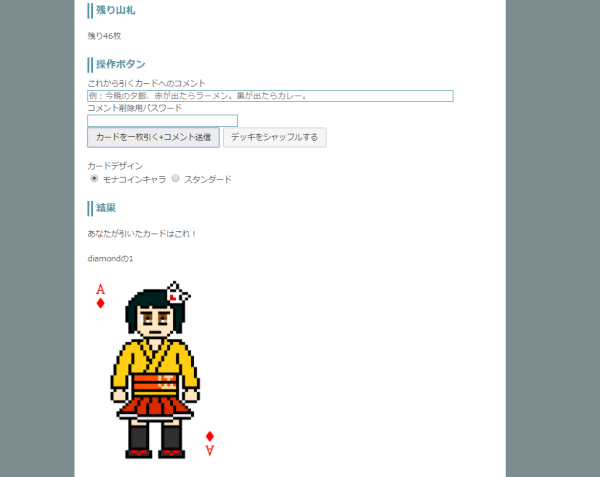 残り山札
残り46枚
操作ボタン
これから引くカードへのコメント
例：今晩の夕飯、赤が出たらラーメン。黒が出たらカレー。
コメント削除用パスワード
カードを一枚引く+コメント送信 デッキをシャッフルする
カードデザイン
モナコインキャラ スタンダード
結果
あなたが引いたカードはこれ！
diamondの1
A
A